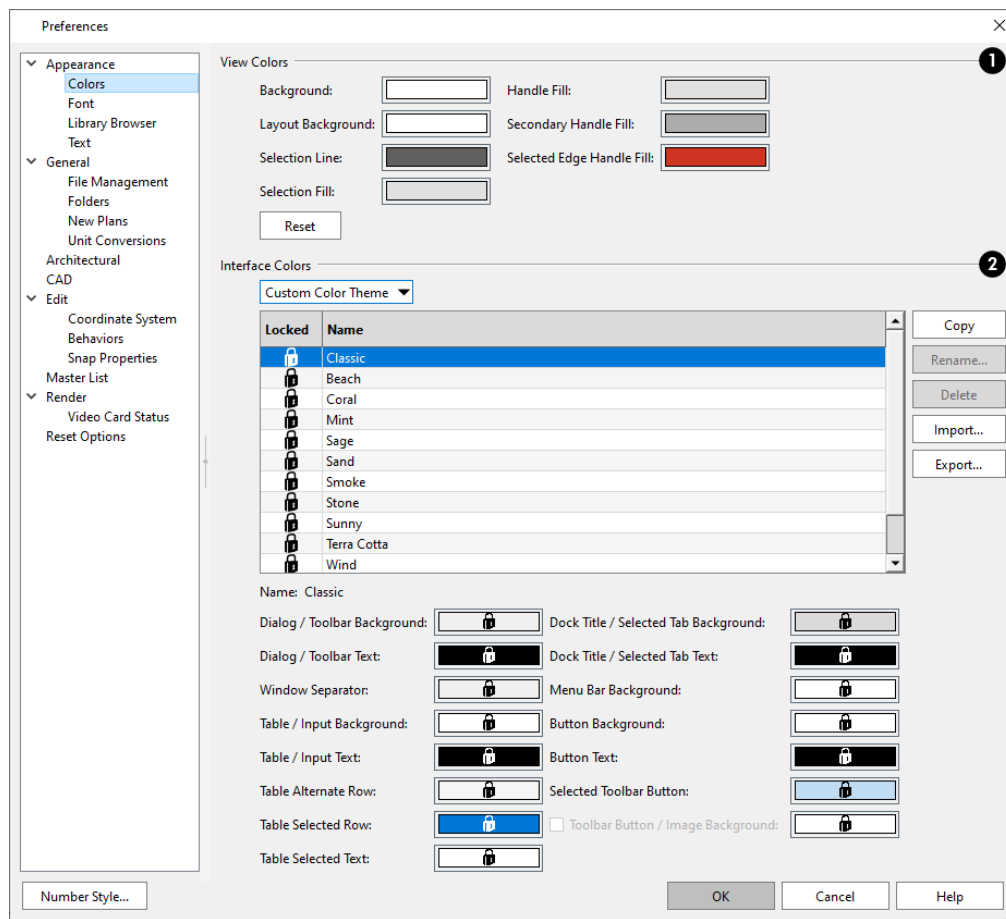 Preferences
Appearance
Colors
Font
Library Browser
Text
General
File Management
Folders
New Plans
Unit Conversions
Architectural
CAD
Edit
Coordinate System
Behaviors
Snap Properties
Master List
Render
Video Card Status
Reset Options
View Colors
1
Background:
Handle Fill:
Layout Background:
Secondary Handle Fill:
Selection Line:
Selected Edge Handle Fill:
Selection Fill:
Reset
Interface Colors
2
Custom Color Theme
Locked Name
Classic
Beach
Coral
Mint
Sage
Sand
Smoke
Stone
Sunny
Terra Cotta
Wind
Copy
Rename...
Delete
Import...
Export...
Name: Classic
Dialog / Toolbar Background:
Dock Title / Selected Tab Background:
Dialog / Toolbar Text:
Dock Title / Selected Tab Text:
Window Separator:
Menu Bar Background:
Table / Input Background:
Button Background:
Table / Input Text:
Button Text:
Table Alternate Row:
Selected Toolbar Button:
Table Selected Row:
Toolbar Button / Image Background:
Table Selected Text:
Number Style...
OK
Cancel
Help